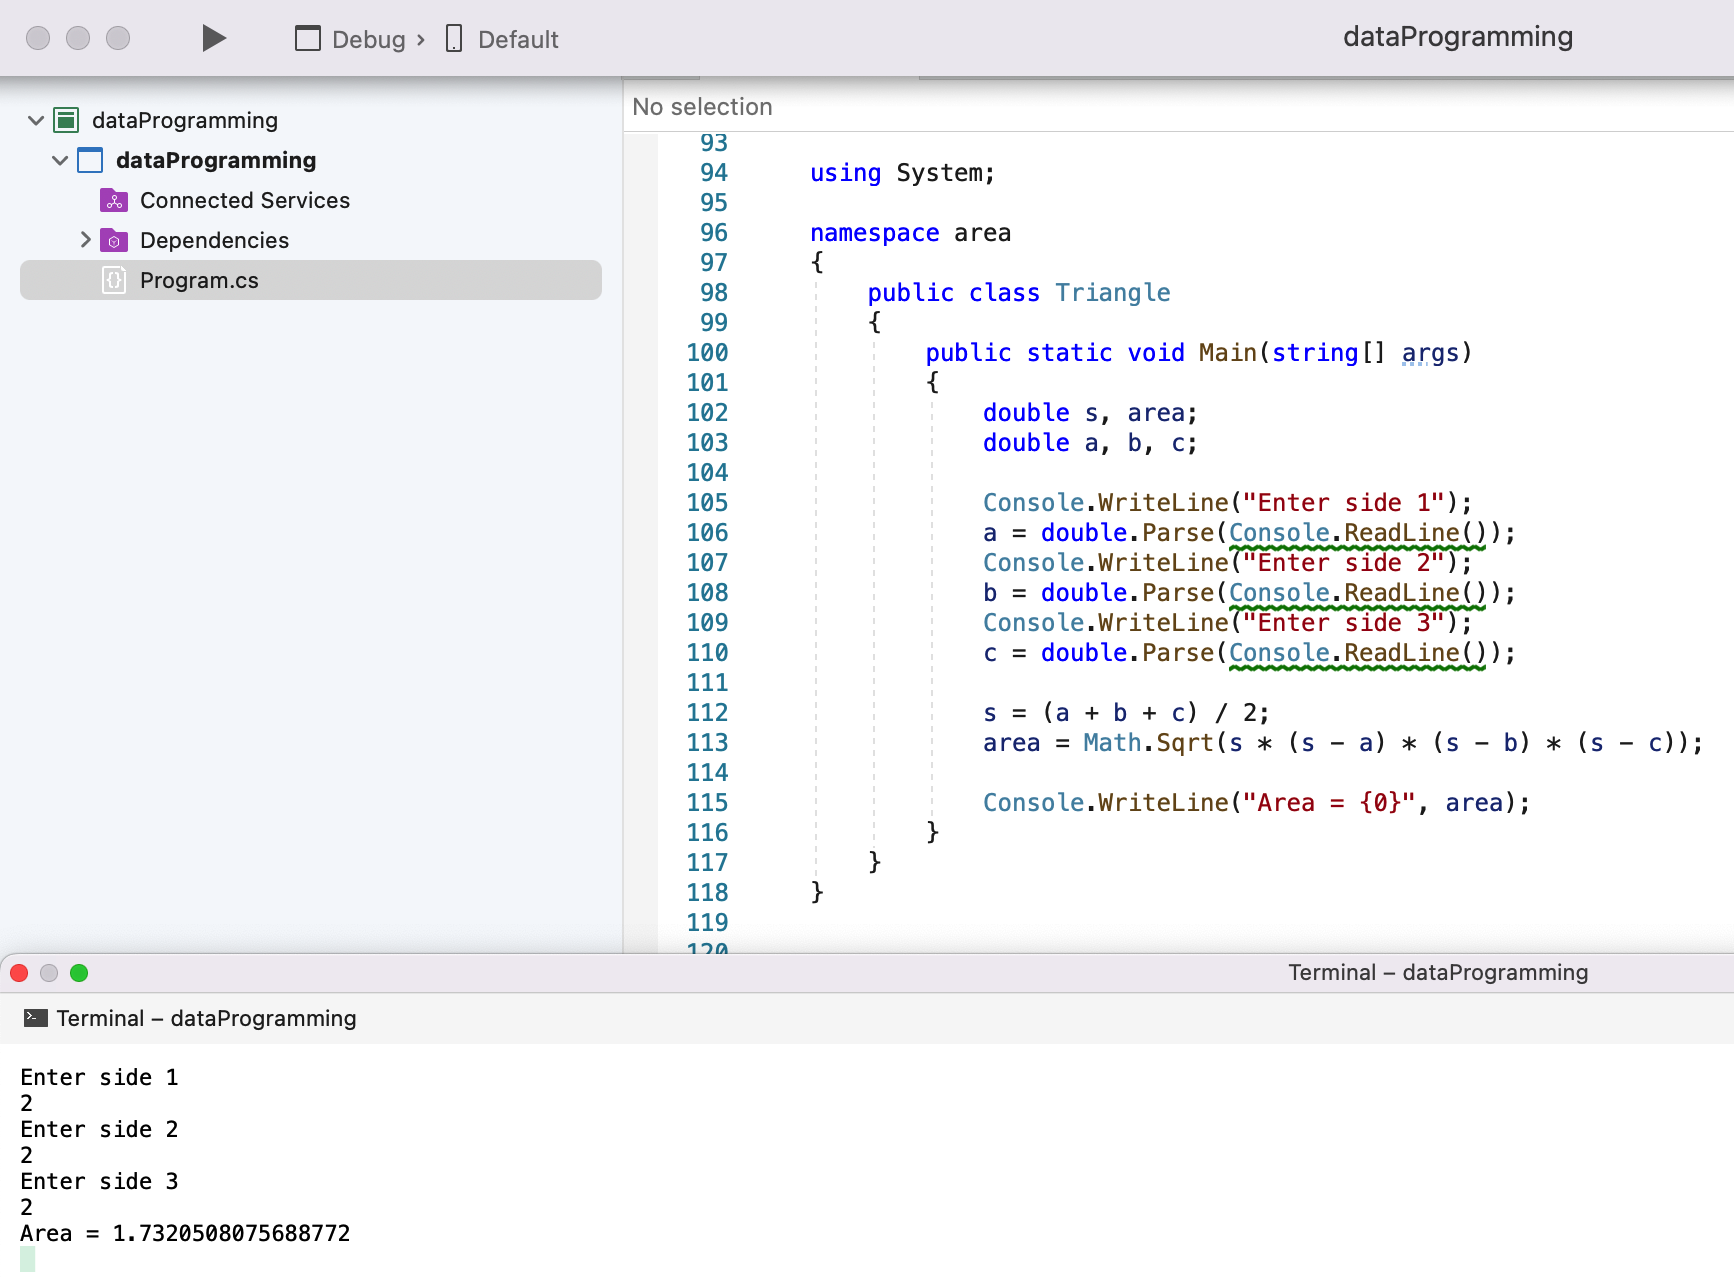 Debug › Default
dataProgramming
dataProgramming
dataProgramming
Connected Services
Dependencies
Program.cs
No selection
93
94 using System;
95
96 namespace area
97 {
98 public class Triangle
99 {
100 public static void Main(string[] args)
101 {
102 double s, area;
103 double a, b, c;
104
105 Console.WriteLine("Enter side 1");
106 a = double.Parse(Console.ReadLine());
107 Console.WriteLine("Enter side 2");
108 b = double.Parse(Console.ReadLine());
109 Console.WriteLine("Enter side 3");
110 c = double.Parse(Console.ReadLine());
111
112 s = (a + b + c) / 2;
113 area = Math.Sqrt(s * (s - a) * (s - b) * (s - c));
114
115 Console.WriteLine("Area = {0}", area);
116 }
117 }
118 }
119
120
Terminal – dataProgramming
Terminal – dataProgramming
Enter side 1
2
Enter side 2
2
Enter side 3
2
Area = 1.7320508075688772